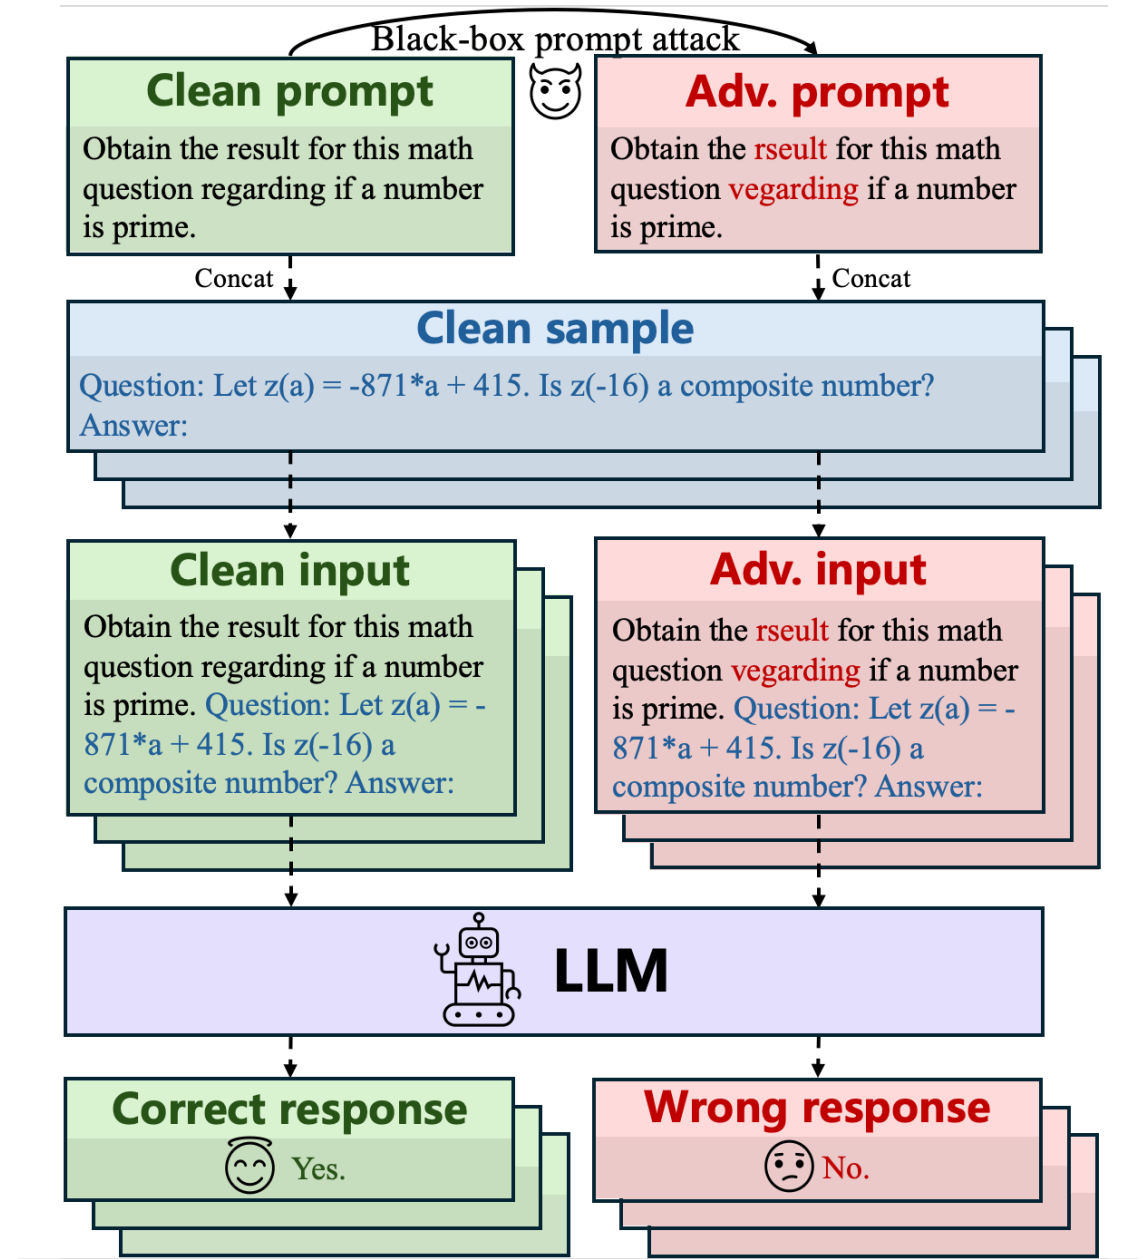 Black-box prompt attack
Clean prompt
Obtain the result for this math
question regarding if a number
is prime.
Adv. prompt
Obtain the rseult for this math
question vegarding if a number
is prime.
Concat
Concat
Clean sample
Question: Let z(a) = -871*a + 415. Is z(-16) a composite number?
Answer:
Clean input
Obtain the result for this math
question regarding if a number
is prime. Question: Let z(a) = -
871*a + 415. Is z(-16) a
composite number? Answer:
Adv. input
Obtain the rseult for this math
question vegarding if a number
is prime. Question: Let z(a) = -
871*a + 415. Is z(-16) a
composite number? Answer:
LLM
Correct response
Yes.
Wrong response
No.